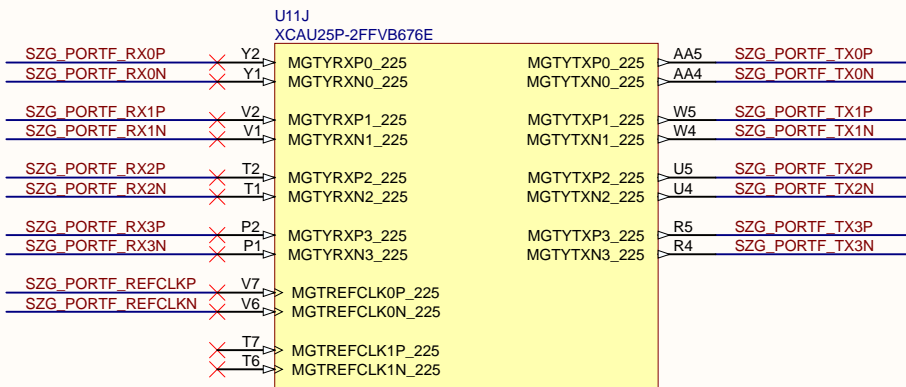 U11J
XCAU25P-2FFVB676E
SZG_PORTF_RX0P Y2 MGTYRXP0_225 MGTYTXP0_225 AA5 SZG_PORTF_TX0P
SZG_PORTF_RX0N Y1 MGTYRXN0_225 MGTYTXN0_225 AA4 SZG_PORTF_TX0N
SZG_PORTF_RX1P V2 MGTYRXP1_225 MGTYTXP1_225 W5 SZG_PORTF_TX1P
SZG_PORTF_RX1N V1 MGTYRXN1_225 MGTYTXN1_225 W4 SZG_PORTF_TX1N
SZG_PORTF_RX2P T2 MGTYRXP2_225 MGTYTXP2_225 U5 SZG_PORTF_TX2P
SZG_PORTF_RX2N T1 MGTYRXN2_225 MGTYTXN2_225 U4 SZG_PORTF_TX2N
SZG_PORTF_RX3P P2 MGTYRXP3_225 MGTYTXP3_225 R5 SZG_PORTF_TX3P
SZG_PORTF_RX3N P1 MGTYRXN3_225 MGTYTXN3_225 R4 SZG_PORTF_TX3N
SZG_PORTF_REFCLKP V7 MGTREFCLK0P_225
SZG_PORTF_REFCLKN V6 MGTREFCLK0N_225
T7 MGTREFCLK1P_225
T6 MGTREFCLK1N_225